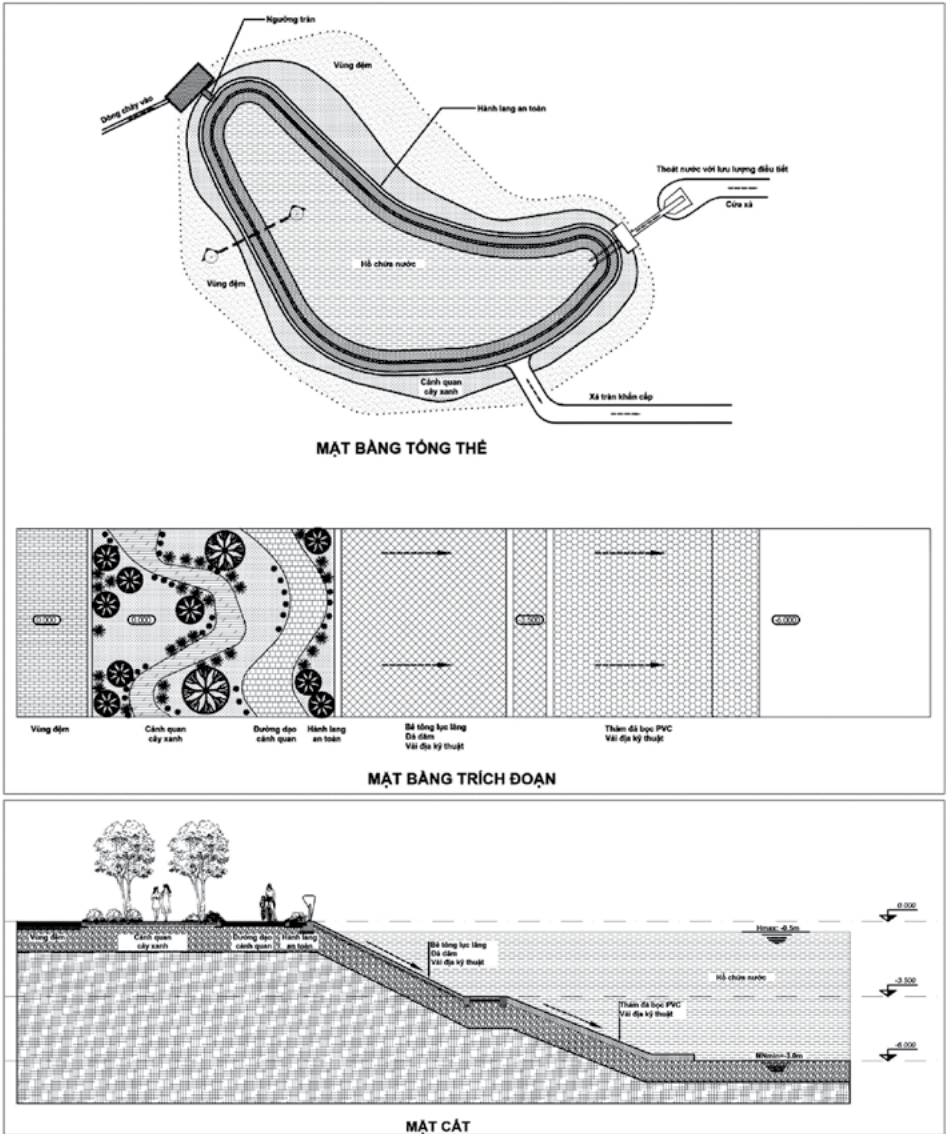 Ngưỡng tràn
Vùng đệm
Dòng chảy vào
Hành lang an toàn
Thoát nước với lưu lượng điều tiết
Cửa xả
Hồ chứa nước
Vùng đệm
Cảnh quan
cây xanh
Xả tràn khẩn cấp
MẶT BẰNG TỔNG THỂ
0.000
0.000
-3.500
-6.000
Vùng đệm
Cảnh quan
cây xanh
Đường dạo
cảnh quan
Hành lang
an toàn
Bê tông lục lăng
Đá dăm
Vải địa kỹ thuật
Thảm đá bọc PVC
Vải địa kỹ thuật
MẶT BẰNG TRÍCH ĐOẠN
0.000
Hmax: -0.5m
Vùng đệm
Cảnh quan
cây xanh
Đường dạo
cảnh quan
Hành lang
an toàn
Bê tông lục lăng
Đá dăm
Vải địa kỹ thuật
Hồ chứa nước
-3.500
Thảm đá bọc PVC
Vải địa kỹ thuật
-6.000
MẶT CẮT